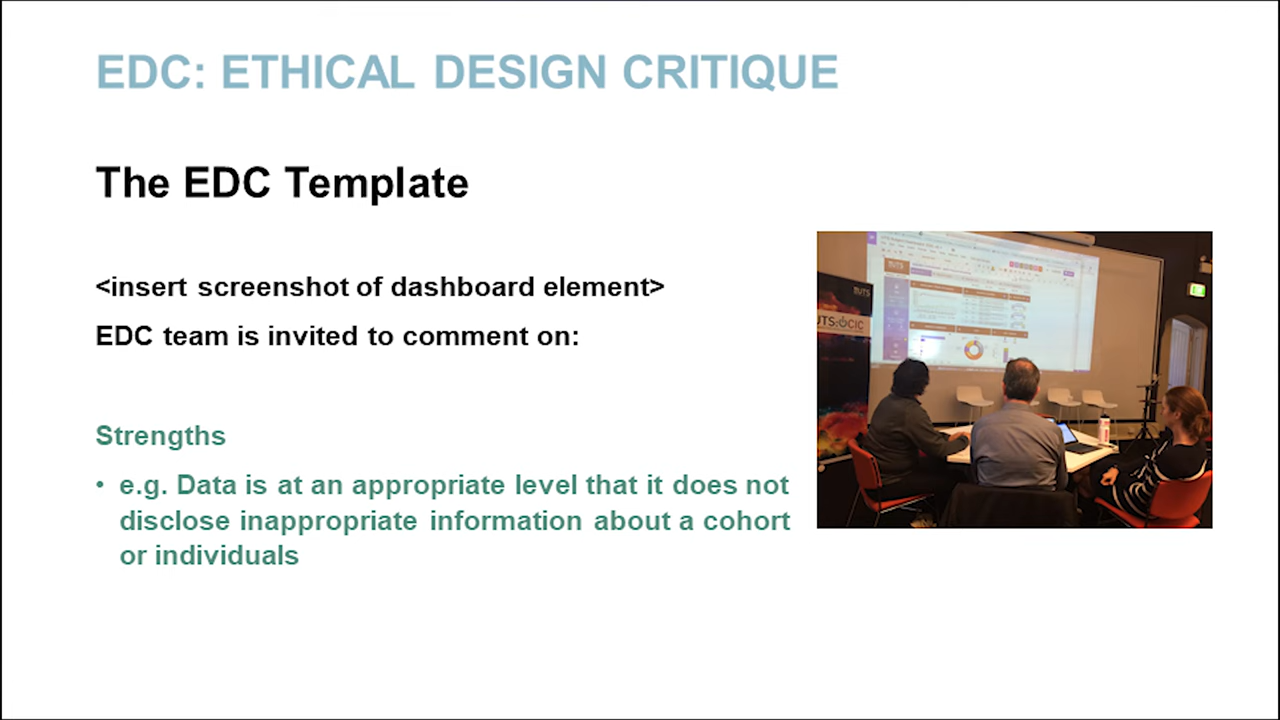 EDC: ETHICAL DESIGN CRITIQUE
The EDC Template
<insert screenshot of dashboard element>
EDC team is invited to comment on:
Strengths
• e.g. Data is at an appropriate level that it does not
disclose inappropriate information about a cohort
or individuals
UTS
UTS
UTS:CIC